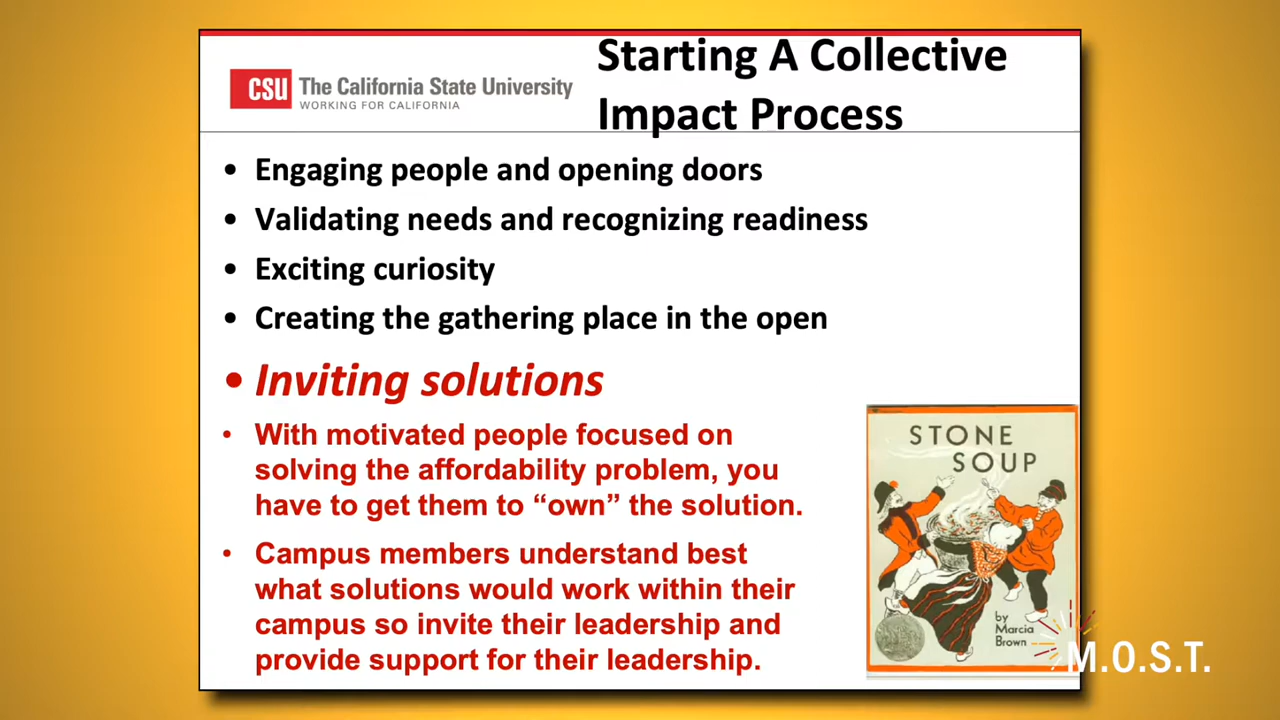 CSU The California State University
WORKING FOR CALIFORNIA
Starting A Collective
Impact Process
• Engaging people and opening doors
• Validating needs and recognizing readiness
• Exciting curiosity
• Creating the gathering place in the open
• Inviting solutions
• With motivated people focused on
solving the affordability problem, you
have to get them to “own” the solution.
• Campus members understand best
what solutions would work within their
campus so invite their leadership and
provide support for their leadership.
STONE
SOUP
by
Marcia
Brown
M.O.S.T.